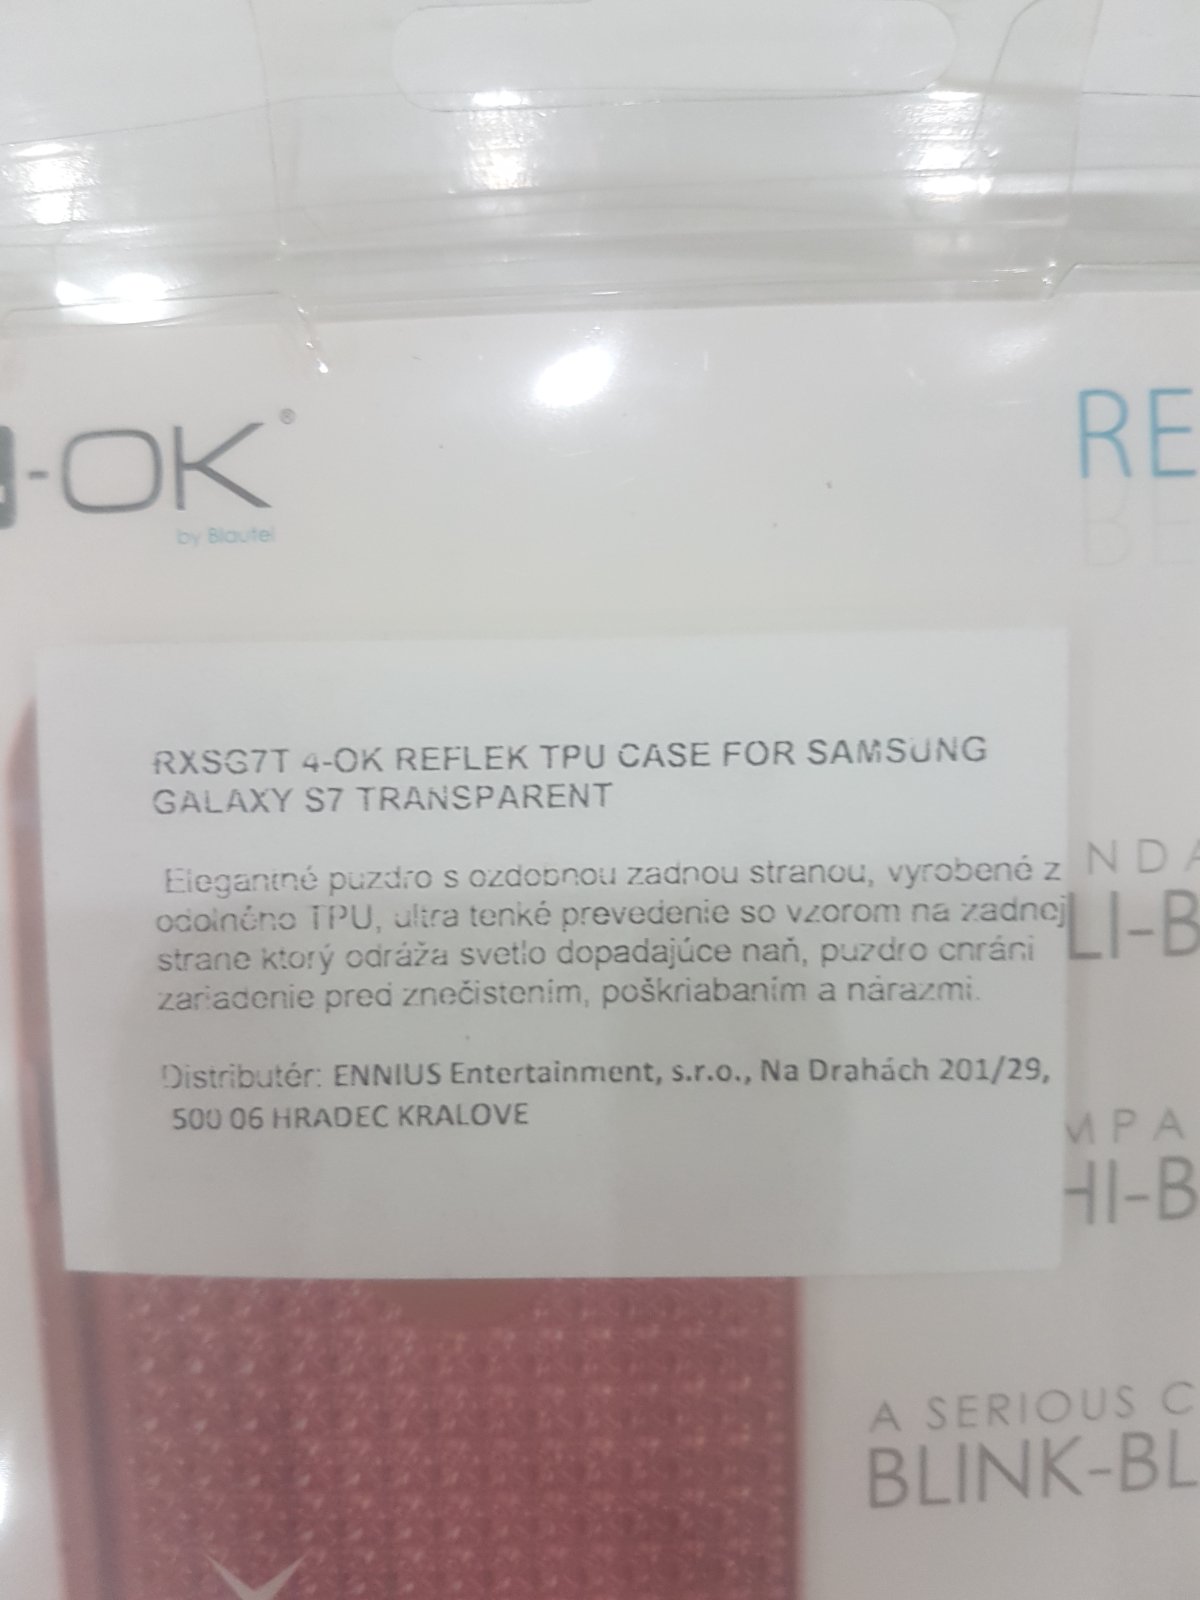 -OK®
by Blautel
RE
RXSG7T 4-OK REFLEK TPU CASE FOR SAMSUNG
GALAXY S7 TRANSPARENT
Elegantné puzdro s ozdobnou zadnou stranou, vyrobené z
odolného TPU, ultra tenké prevedenie so vzorom na zadnej
strane ktorý odráža svetlo dopadajúce naň, puzdro chráni
zariadenie pred znečistením, poškriabaním a nárazmi.
Distributér: ENNIUS Entertainment, s.r.o., Na Drahách 201/29,
500 06 HRADEC KRALOVE
NDA
LI-B
MPA
HI-B
A SERIOUS C
BLINK-BL